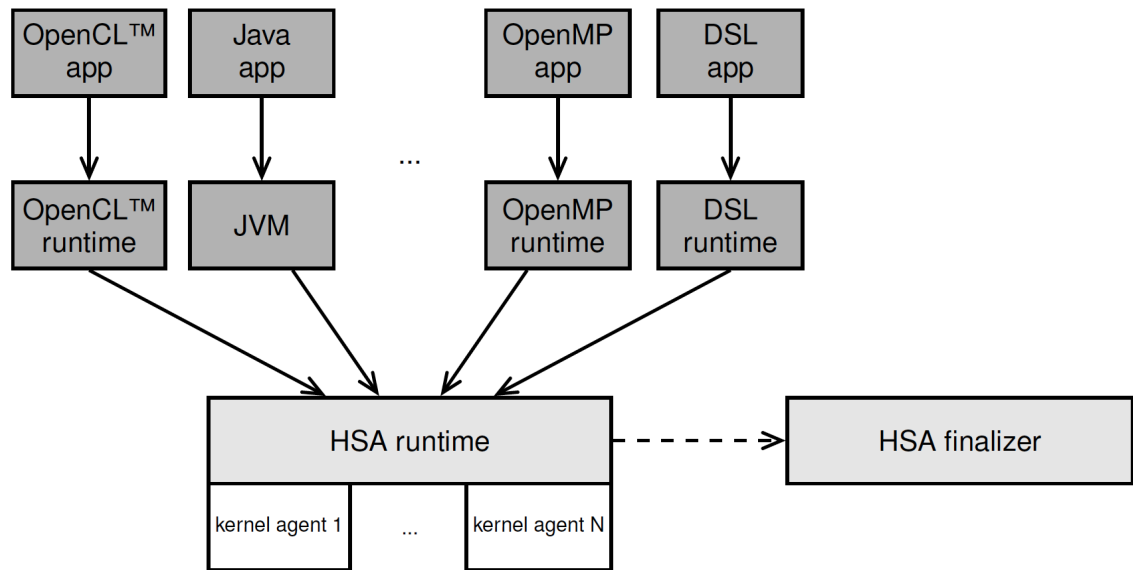 OpenCL™
app
Java
app
OpenMP
app
DSL
app
...
OpenCL™
runtime
JVM
OpenMP
runtime
DSL
runtime
HSA runtime
HSA finalizer
kernel agent 1
...
kernel agent N